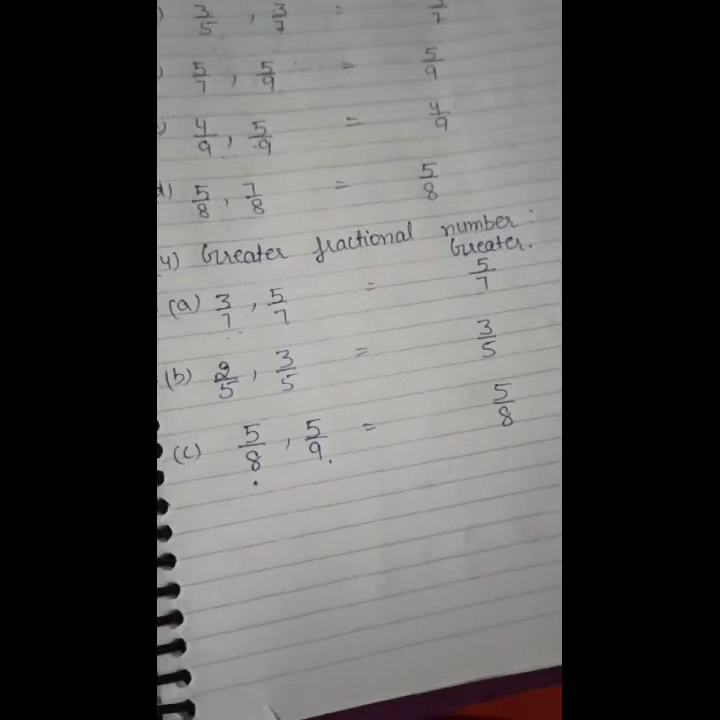 ) 3/5 , 3/7 = 3/7
) 5/7 , 5/9 = 5/9
) 4/9 , 5/9 = 4/9
d) 5/8 , 7/8 = 5/8
4) Greater fractional number :
Greater.
(a) 3/7 , 5/7 = 5/7
(b) 2/5 , 3/5 = 3/5
(c) 5/8 , 5/9 = 5/8